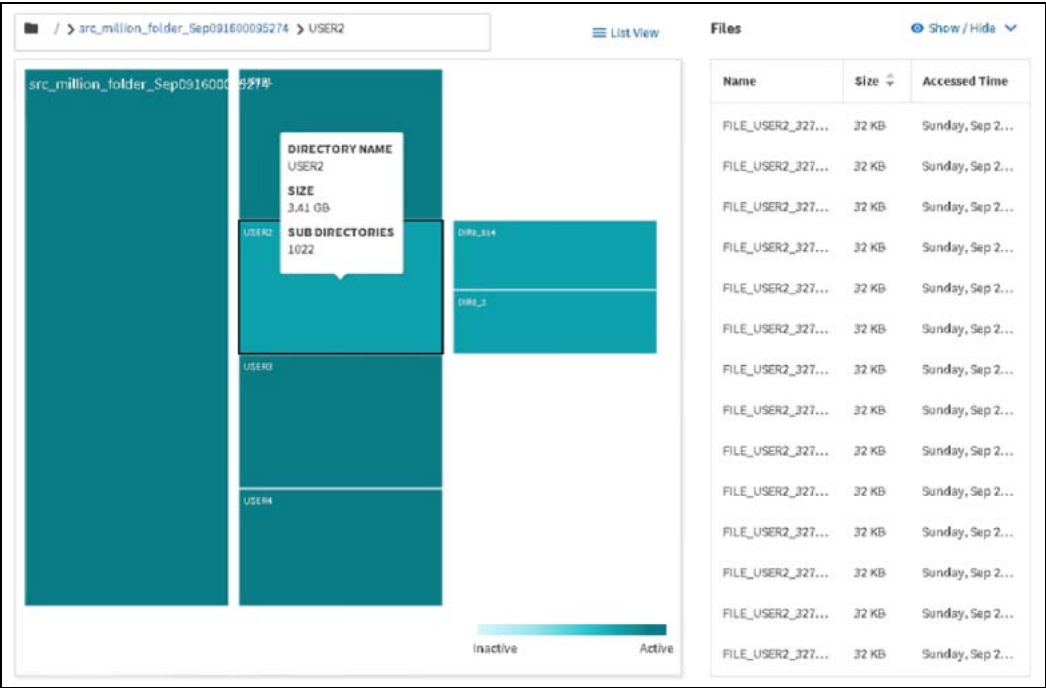 / > src_million_folder_Sep091600095274 > USER2
List View
Files
Show / Hide
src_million_folder_Sep091600095274
DIRECTORY NAME
USER2
SIZE
3.41 GB
SUB DIRECTORIES
1022
USER2
DIR0_514
DIR0_2
USER3
USER4
Inactive
Active
Name Size Accessed Time
FILE_USER2_327... 32 KB Sunday, Sep 2...
FILE_USER2_327... 32 KB Sunday, Sep 2...
FILE_USER2_327... 32 KB Sunday, Sep 2...
FILE_USER2_327... 32 KB Sunday, Sep 2...
FILE_USER2_327... 32 KB Sunday, Sep 2...
FILE_USER2_327... 32 KB Sunday, Sep 2...
FILE_USER2_327... 32 KB Sunday, Sep 2...
FILE_USER2_327... 32 KB Sunday, Sep 2...
FILE_USER2_327... 32 KB Sunday, Sep 2...
FILE_USER2_327... 32 KB Sunday, Sep 2...
FILE_USER2_327... 32 KB Sunday, Sep 2...
FILE_USER2_327... 32 KB Sunday, Sep 2...
FILE_USER2_327... 32 KB Sunday, Sep 2...
FILE_USER2_327... 32 KB Sunday, Sep 2...